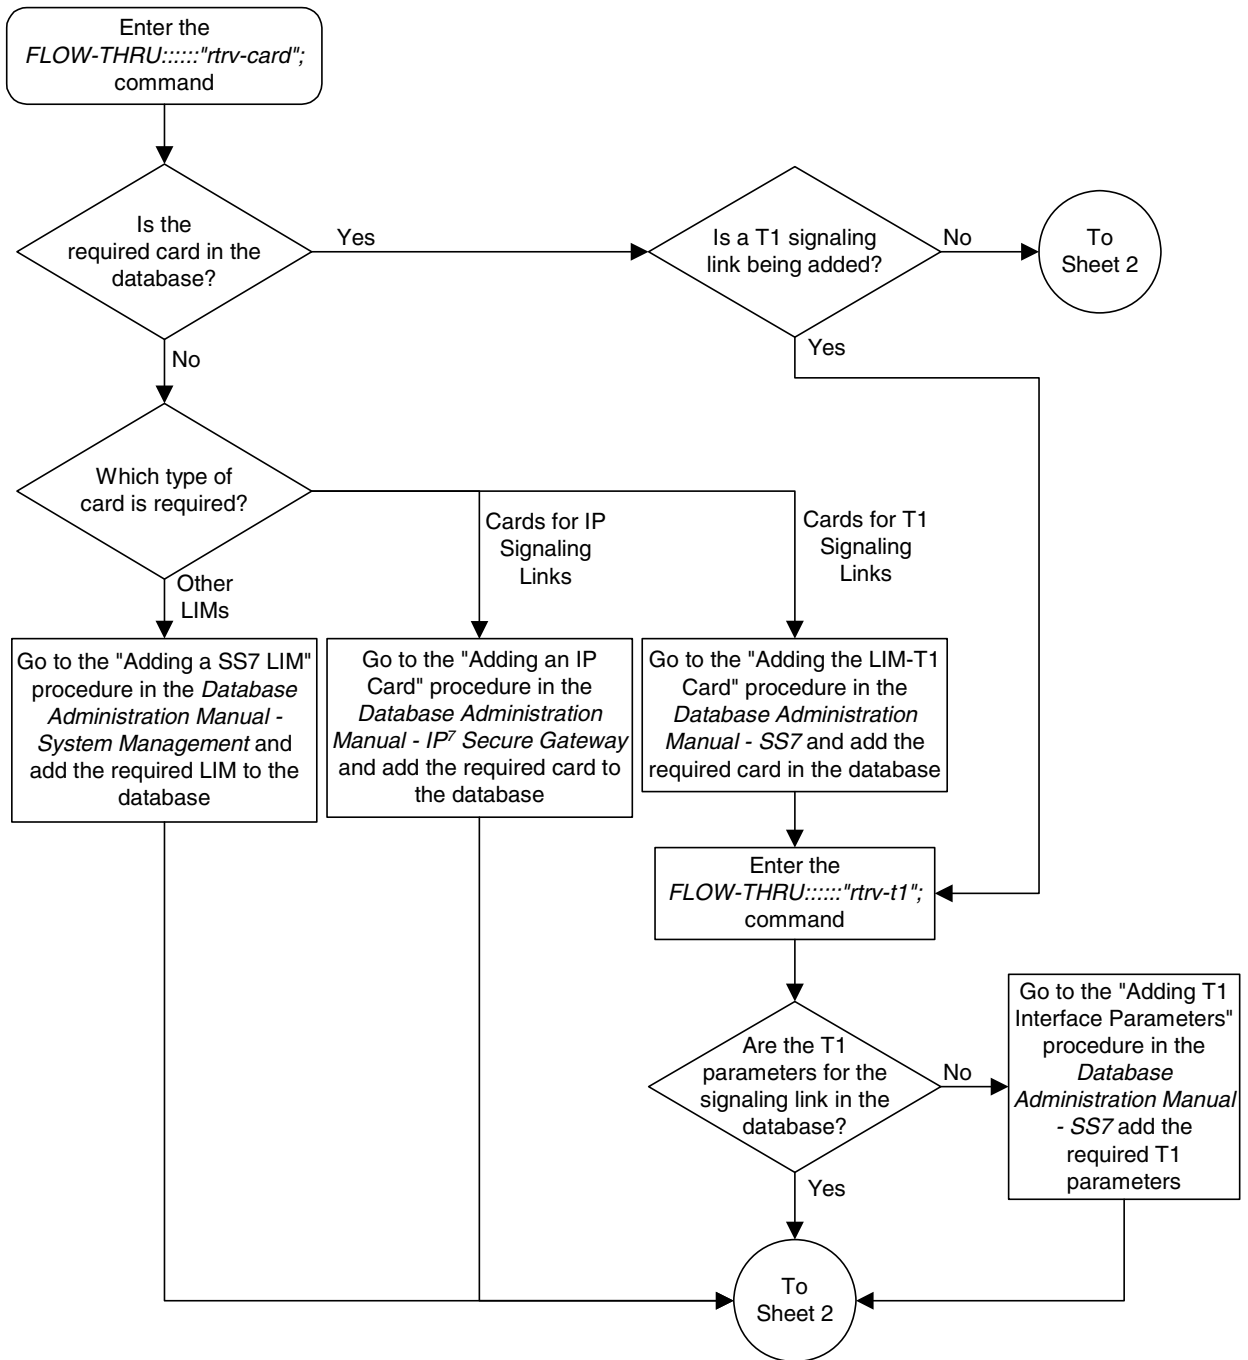 Enter the
FLOW-THRU::::::"rtrv-card";
command
Is the
required card in the
database?
Yes
Is a T1 signaling
link being added?
No
To
Sheet 2
Yes
No
Which type of
card is required?
Cards for IP
Signaling
Links
Cards for T1
Signaling
Links
Other
LIMs
Go to the "Adding a SS7 LIM"
procedure in the Database
Administration Manual -
System Management and
add the required LIM to the
database
Go to the "Adding an IP
Card" procedure in the
Database Administration
Manual - IP⁷ Secure Gateway
and add the required card to
the database
Go to the "Adding the LIM-T1
Card" procedure in the
Database Administration
Manual - SS7 and add the
required card in the database
Enter the
FLOW-THRU::::::"rtrv-t1";
command
Are the T1
parameters for the
signaling link in the
database?
No
Go to the "Adding T1
Interface Parameters"
procedure in the
Database
Administration Manual
- SS7 add the
required T1
parameters
Yes
To
Sheet 2